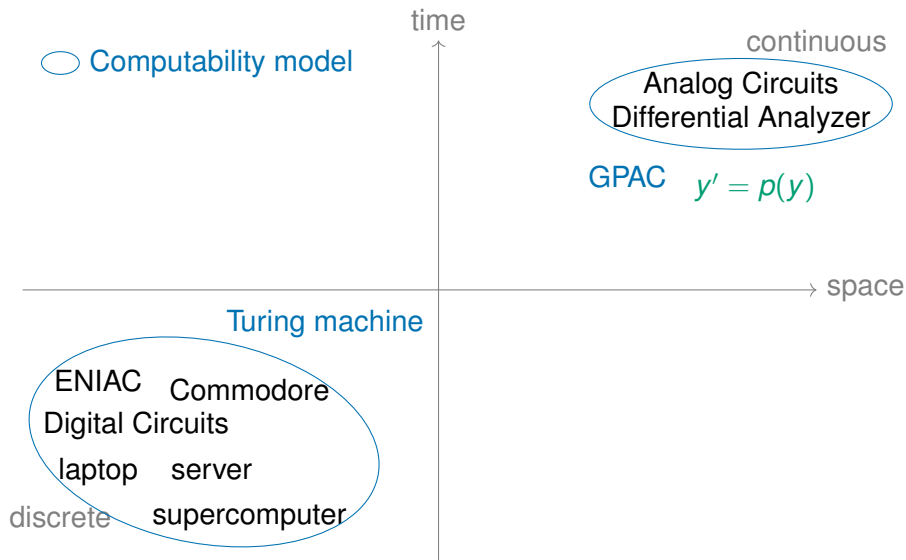 time
continuous
Computability model
Analog Circuits
Differential Analyzer
GPAC y′ = p(y)
space
Turing machine
ENIAC Commodore
Digital Circuits
laptop server
discrete supercomputer